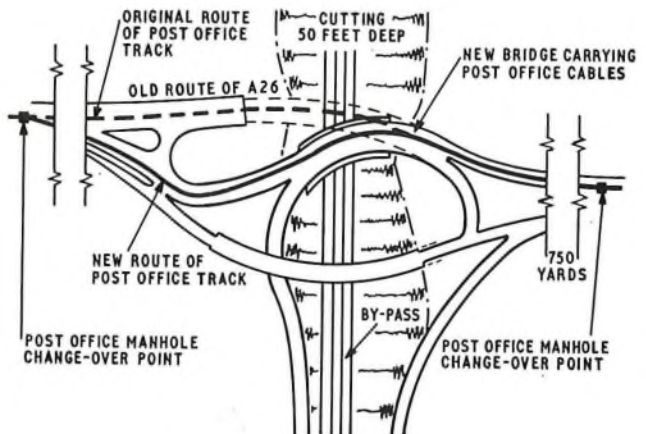 ORIGINAL ROUTE
OF POST OFFICE
TRACK
CUTTING
50 FEET DEEP
NEW BRIDGE CARRYING
POST OFFICE CABLES
OLD ROUTE OF A26
NEW ROUTE OF
POST OFFICE TRACK
750
YARDS
BY-PASS
POST OFFICE MANHOLE
CHANGE-OVER POINT
POST OFFICE MANHOLE
CHANGE-OVER POINT